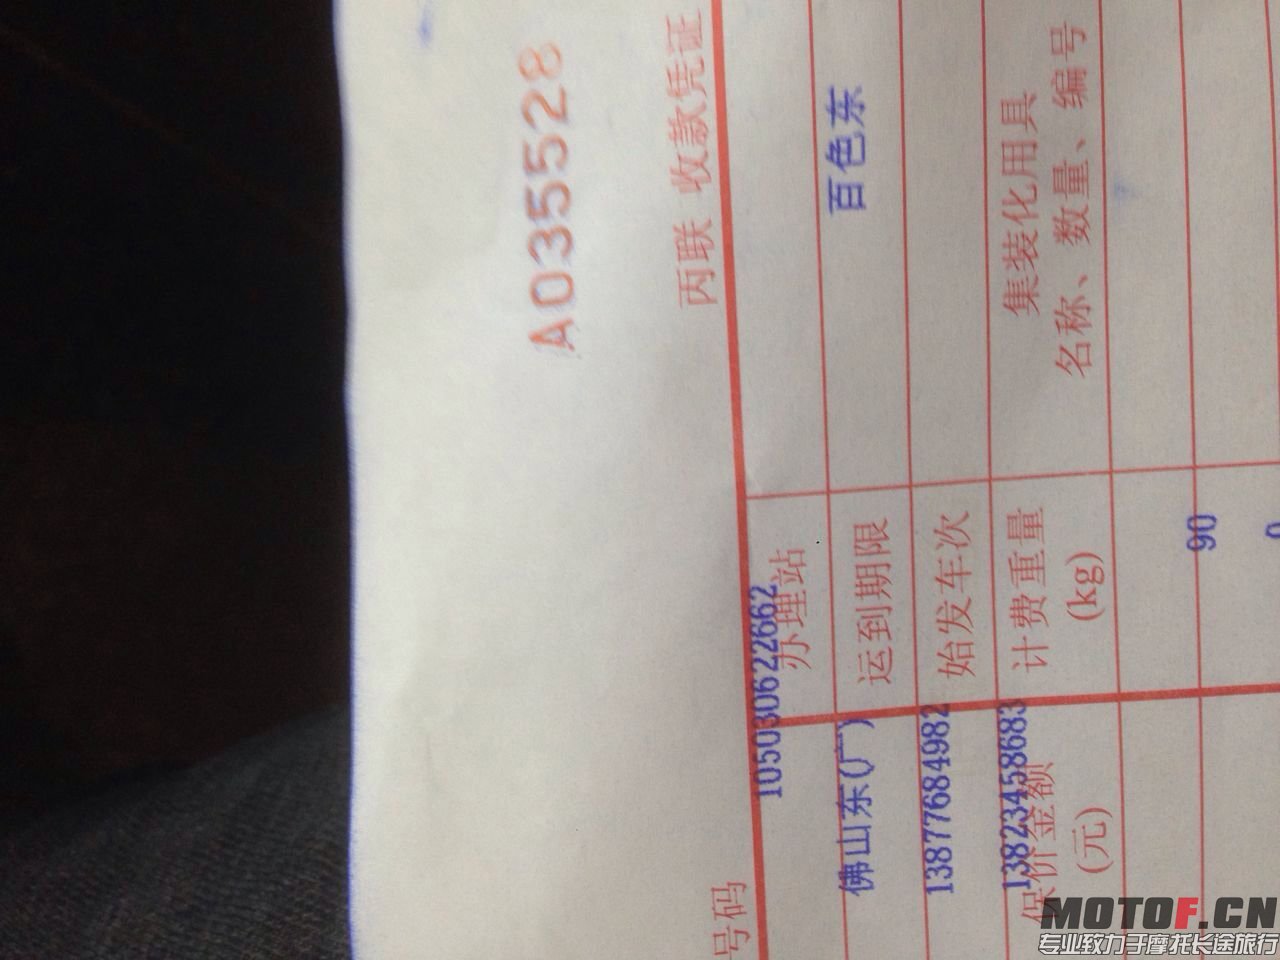 A035528
丙联 收款凭证
号码
10503062​2662
办理站
佛山东(广)
运到期限
百色东
13877684982
始发车次
13823458683
保价金额
(元)
计费重量
(kg)
集装化用具
名称、数量、编号
90
MOTOF.CN
专业致力于摩托长途旅行